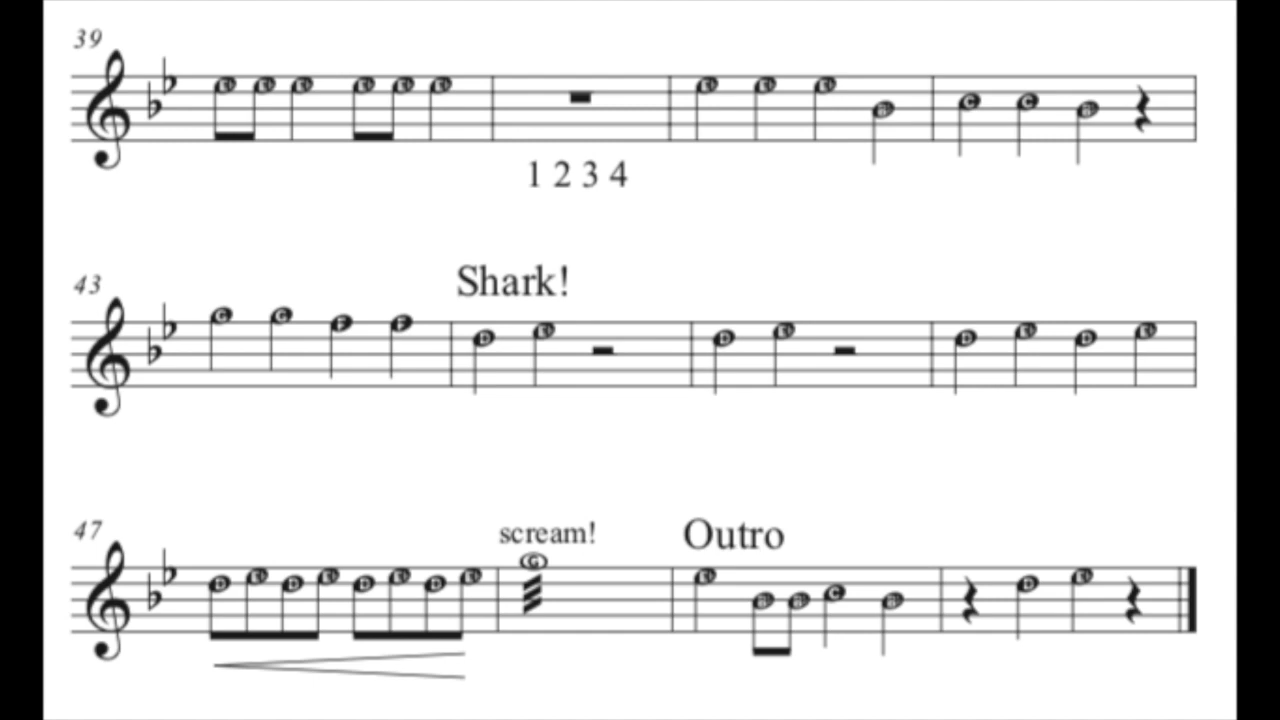 39
E E E E E E E E E B C C B
1 2 3 4
43
Shark!
G G F F D E D E D E D E
47
scream!
Outro
D E D E D E D E G E B B C B D E